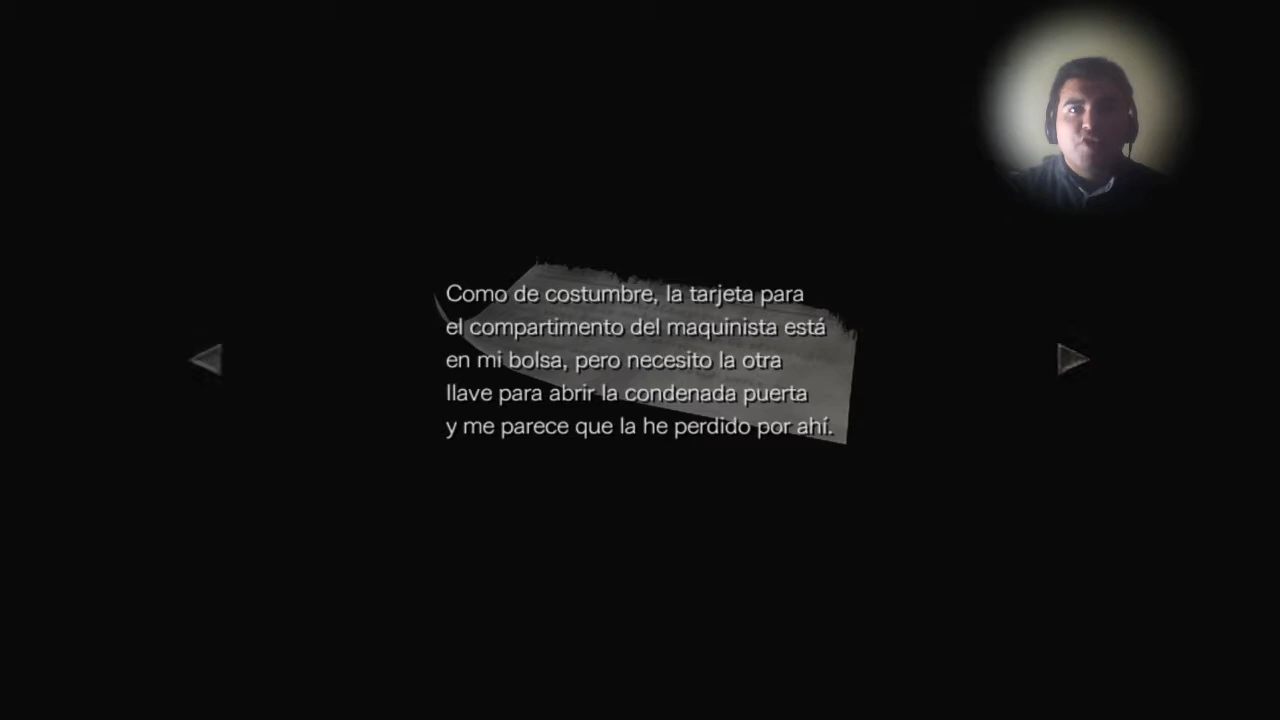 Como de costumbre, la tarjeta para
el compartimento del maquinista está
en mi bolsa, pero necesito la otra
llave para abrir la condenada puerta
y me parece que la he perdido por ahí.